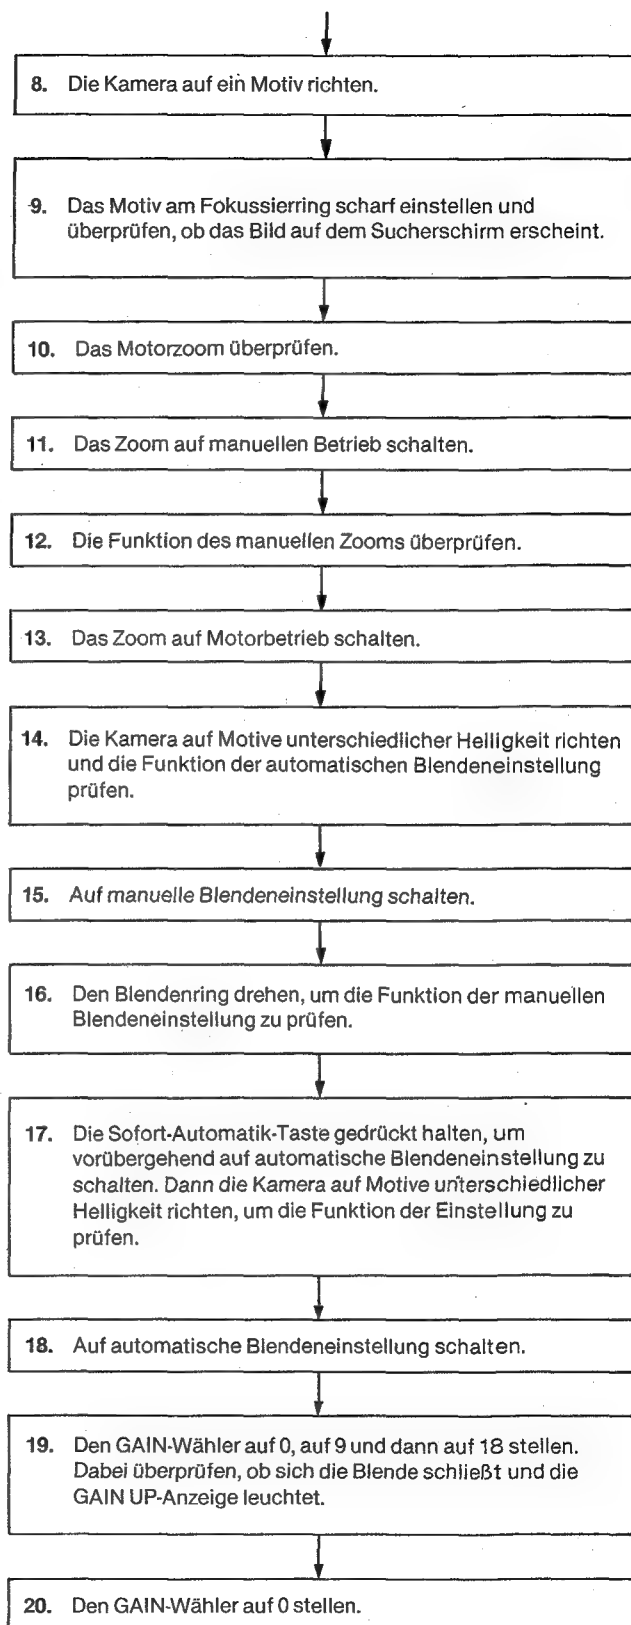 8. Die Kamera auf ein Motiv richten.
9. Das Motiv am Fokussierring scharf einstellen und
überprüfen, ob das Bild auf dem Sucherschirm erscheint.
10. Das Motorzoom überprüfen.
11. Das Zoom auf manuellen Betrieb schalten.
12. Die Funktion des manuellen Zooms überprüfen.
13. Das Zoom auf Motorbetrieb schalten.
14. Die Kamera auf Motive unterschiedlicher Helligkeit richten
und die Funktion der automatischen Blendeneinstellung
prüfen.
15. Auf manuelle Blendeneinstellung schalten.
16. Den Blendenring drehen, um die Funktion der manuellen
Blendeneinstellung zu prüfen.
17. Die Sofort-Automatik-Taste gedrückt halten, um
vorübergehend auf automatische Blendeneinstellung zu
schalten. Dann die Kamera auf Motive unterschiedlicher
Helligkeit richten, um die Funktion der Einstellung zu
prüfen.
18. Auf automatische Blendeneinstellung schalten.
19. Den GAIN-Wähler auf 0, auf 9 und dann auf 18 stellen.
Dabei überprüfen, ob sich die Blende schließt und die
GAIN UP-Anzeige leuchtet.
20. Den GAIN-Wähler auf 0 stellen.